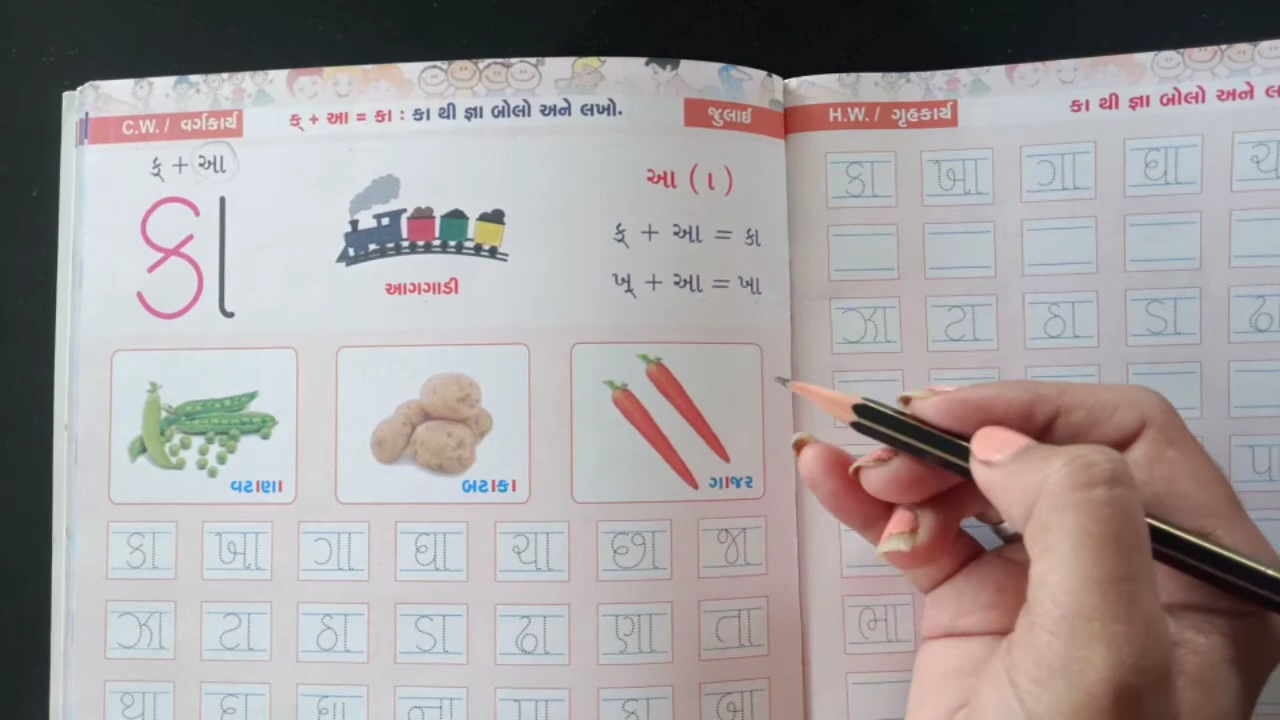 C.W. / વર્ગકાર્ય
ક્ + આ = કા : કા થી જ્ઞા બોલો અને લખો.
જુલાઈ
ક્ + આ
કા
આગગાડી
આ ( ા )
ક્ + આ = કા
ખ્ + આ = ખા
વટાણા
બટાકા
ગાજર
કા ખા ગા ઘા ચા છા જા
ઝા ટા ઠા ડા ઢા ણા તા
થા દા ધા ના પા ફા બા
H.W. / ગૃહકાર્ય
કા થી જ્ઞા બોલો અને
કા ખા ગા ઘા
ઝા ટા ઠા ડા
ભા